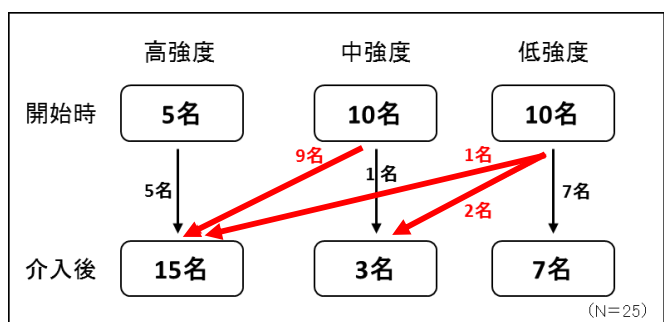 高強度 中強度 低強度
開始時 5名 10名 10名
9名 1名
5名 1名 7名
2名
介入後 15名 3名 7名
(N=25)